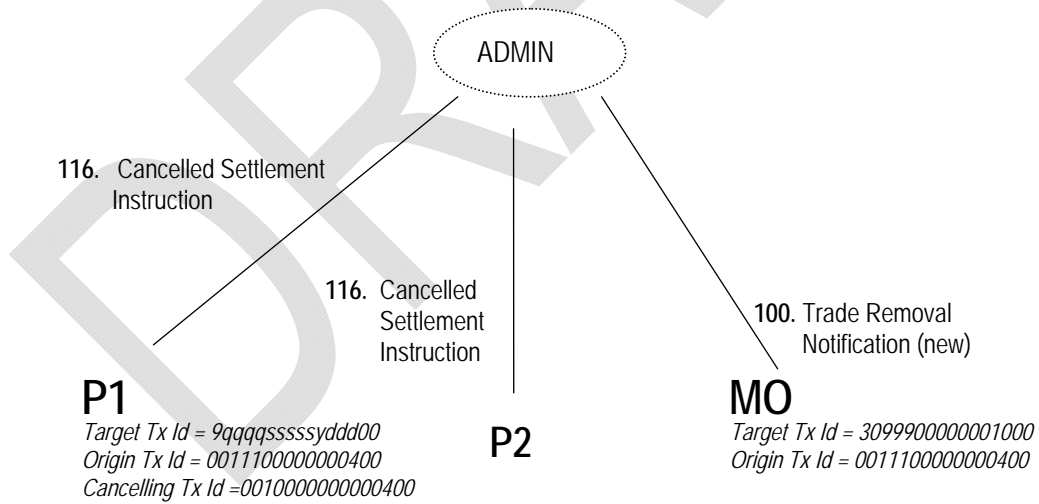 ADMIN
116. Cancelled Settlement
Instruction
116. Cancelled
Settlement
Instruction
100. Trade Removal
Notification (new)
P1
Target Tx Id = 9qqqqsssssyddd00
Origin Tx Id = 0011100000000400
Cancelling Tx Id =0010000000000400
P2
MO
Target Tx Id = 3099900000001000
Origin Tx Id = 0011100000000400